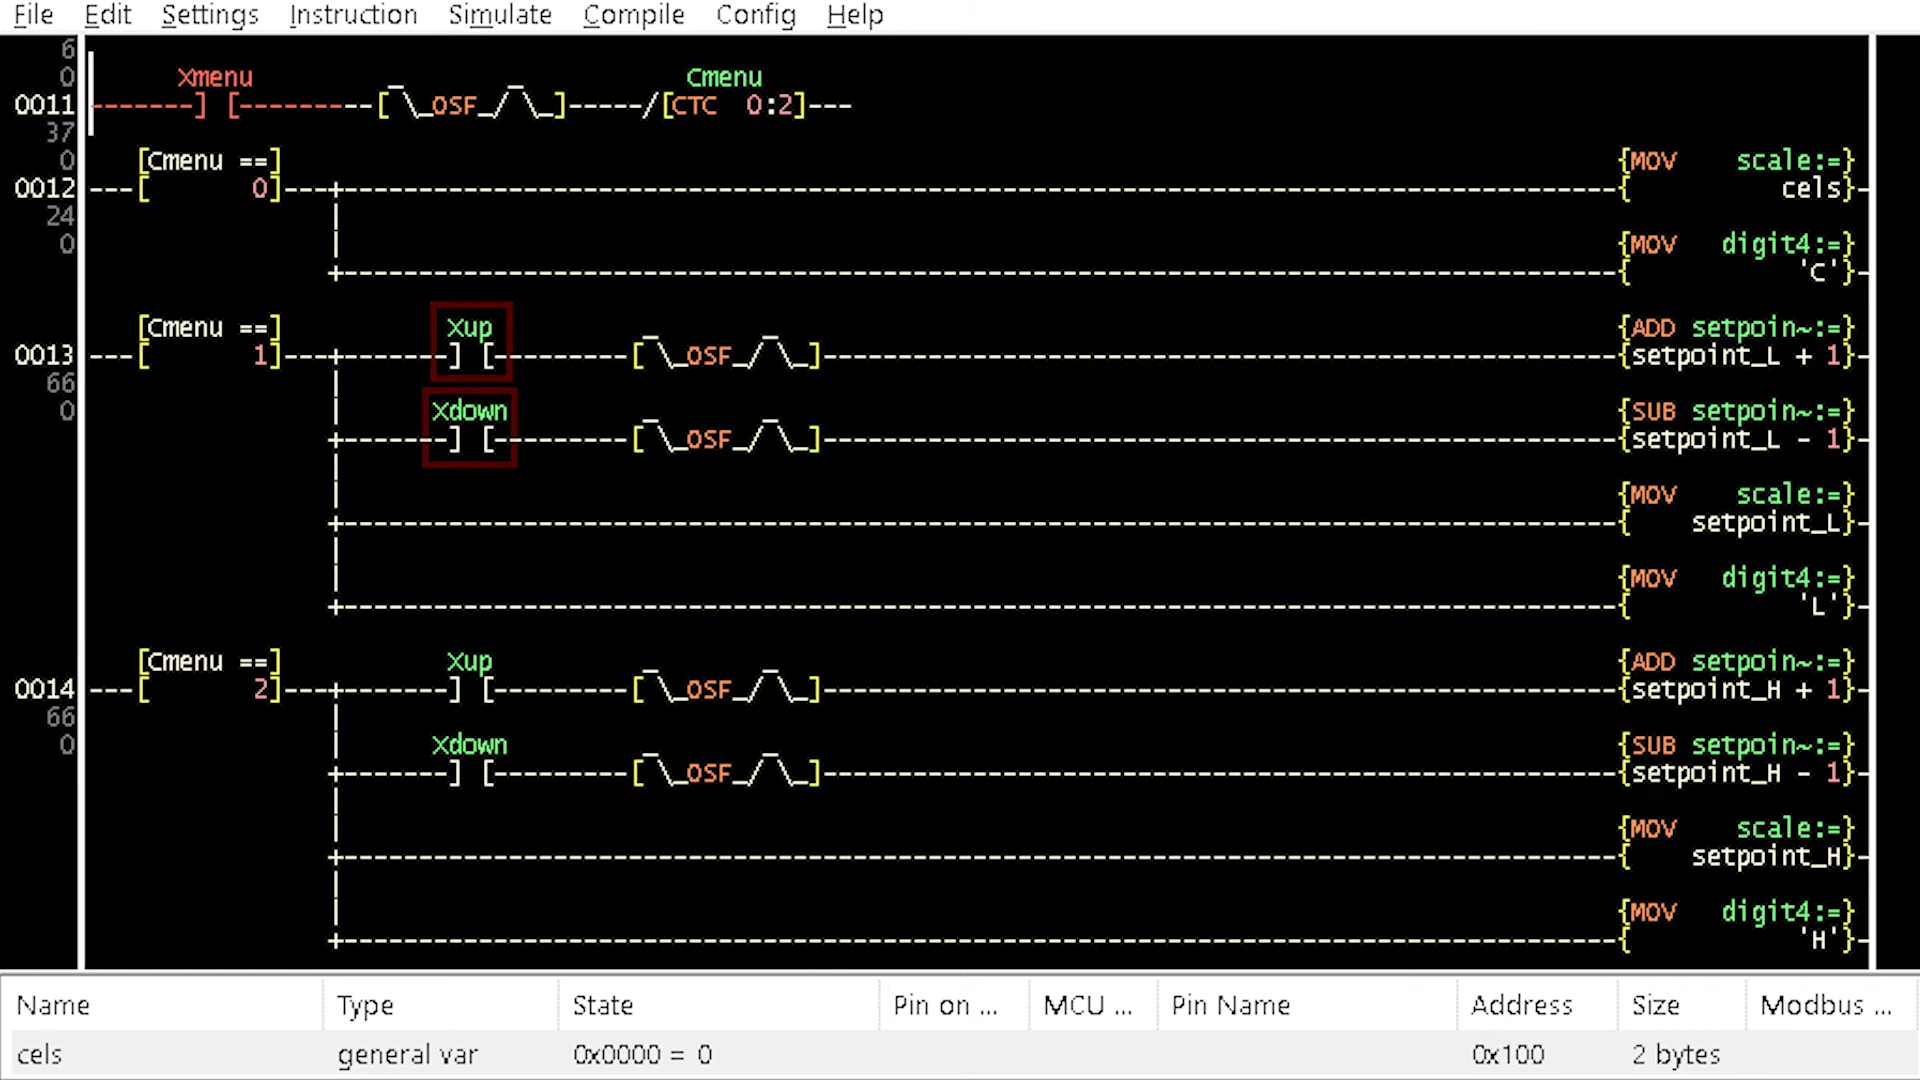 File Edit Settings Instruction Simulate Compile Config Help
6
0 Xmenu Cmenu
0011 ------] [-------[‾\_OSF_/‾\_]-----/[CTC 0:2]---
37
0 [Cmenu ==] {MOV scale:=}
0012 ---[ 0]---+---{ cels}-
24
0 {MOV digit4:=}
+---{ 'C'}-
[Cmenu ==] Xup {ADD setpoin~:=}
0013 ---[ 1]---+---] [---[‾\_OSF_/‾\_]---{setpoint_L + 1}-
66
0 Xdown {SUB setpoin~:=}
+---] [---[‾\_OSF_/‾\_]---{setpoint_L - 1}-
{MOV scale:=}
+---{ setpoint_L}-
{MOV digit4:=}
+---{ 'L'}-
[Cmenu ==] Xup {ADD setpoin~:=}
0014 ---[ 2]---+---] [---[‾\_OSF_/‾\_]---{setpoint_H + 1}-
66
0 Xdown {SUB setpoin~:=}
+---] [---[‾\_OSF_/‾\_]---{setpoint_H - 1}-
{MOV scale:=}
+---{ setpoint_H}-
{MOV digit4:=}
+---{ 'H'}-
Name Type State Pin on ... MCU ... Pin Name Address Size Modbus ...
cels general var 0x0000 = 0 0x100 2 bytes